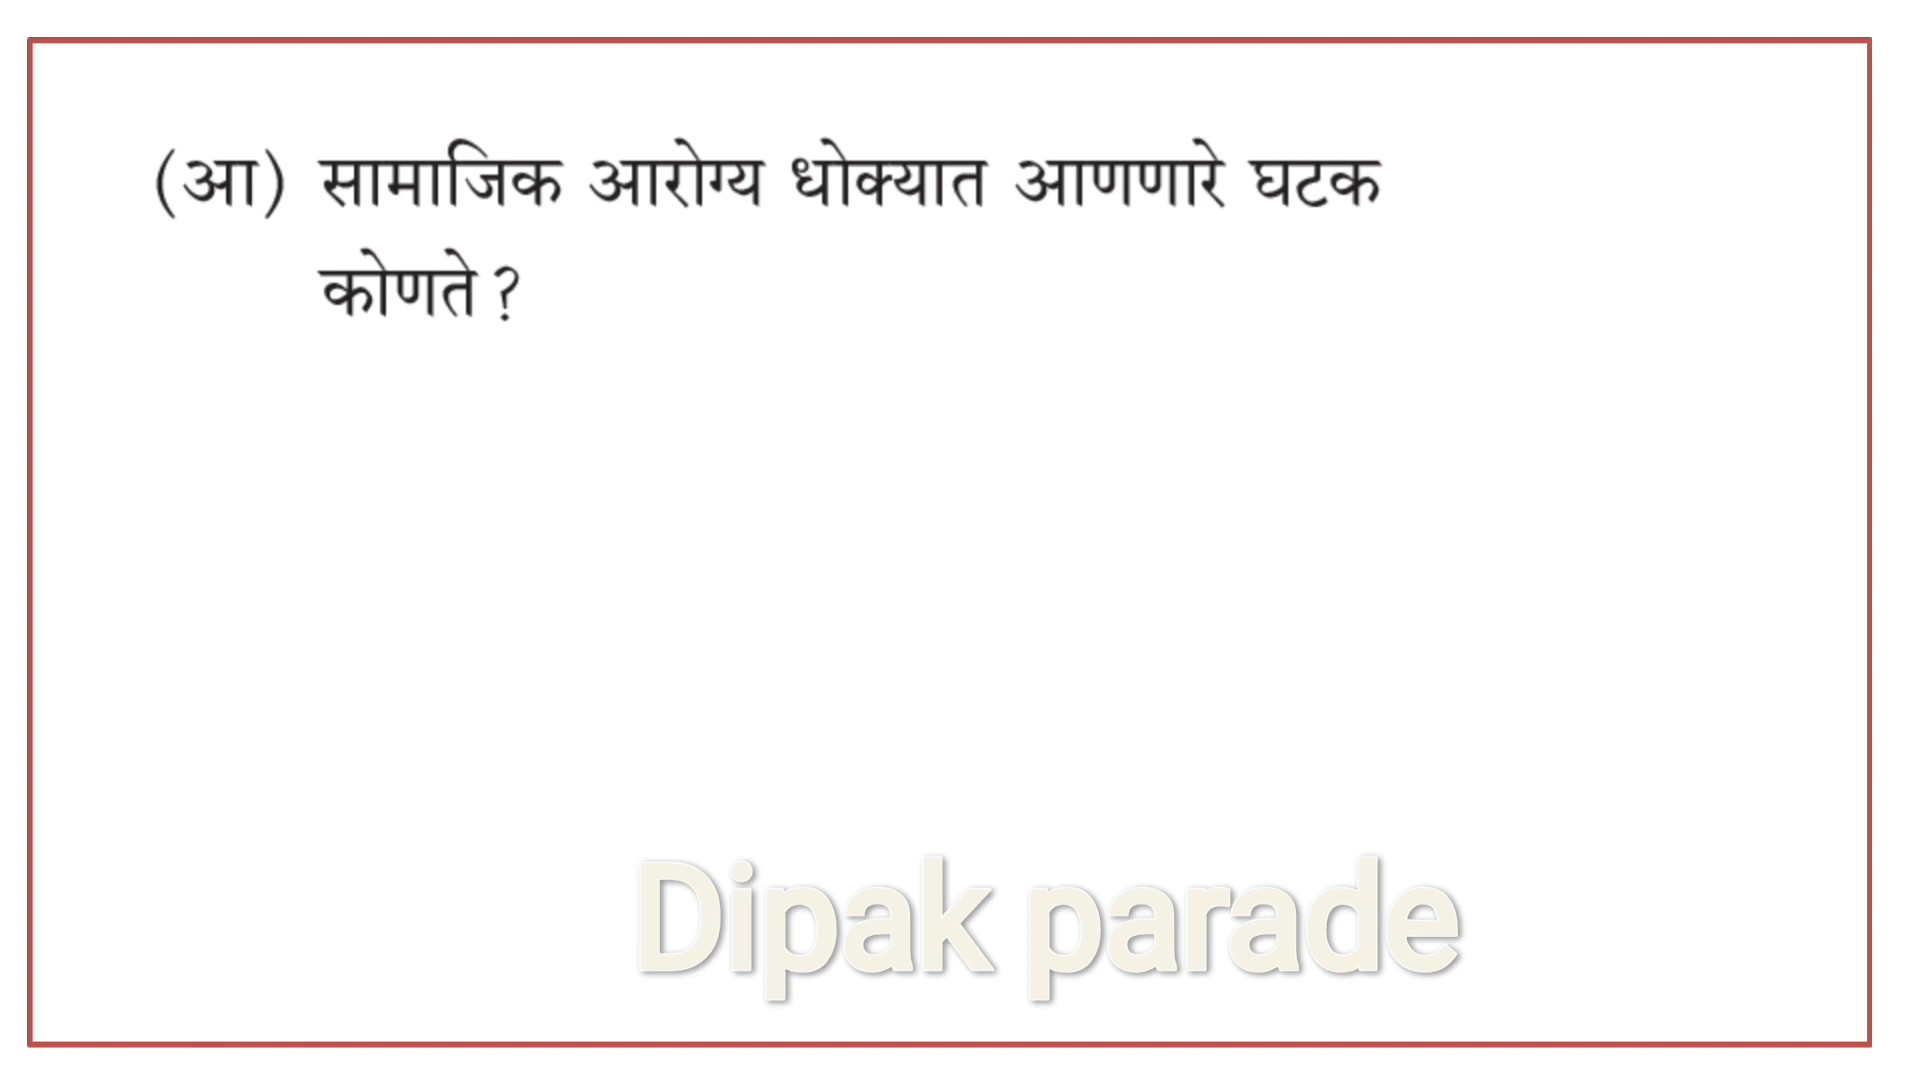 (आ) सामाजिक आरोग्य धोक्यात आणणारे घटक
कोणते ?
Dipak parade